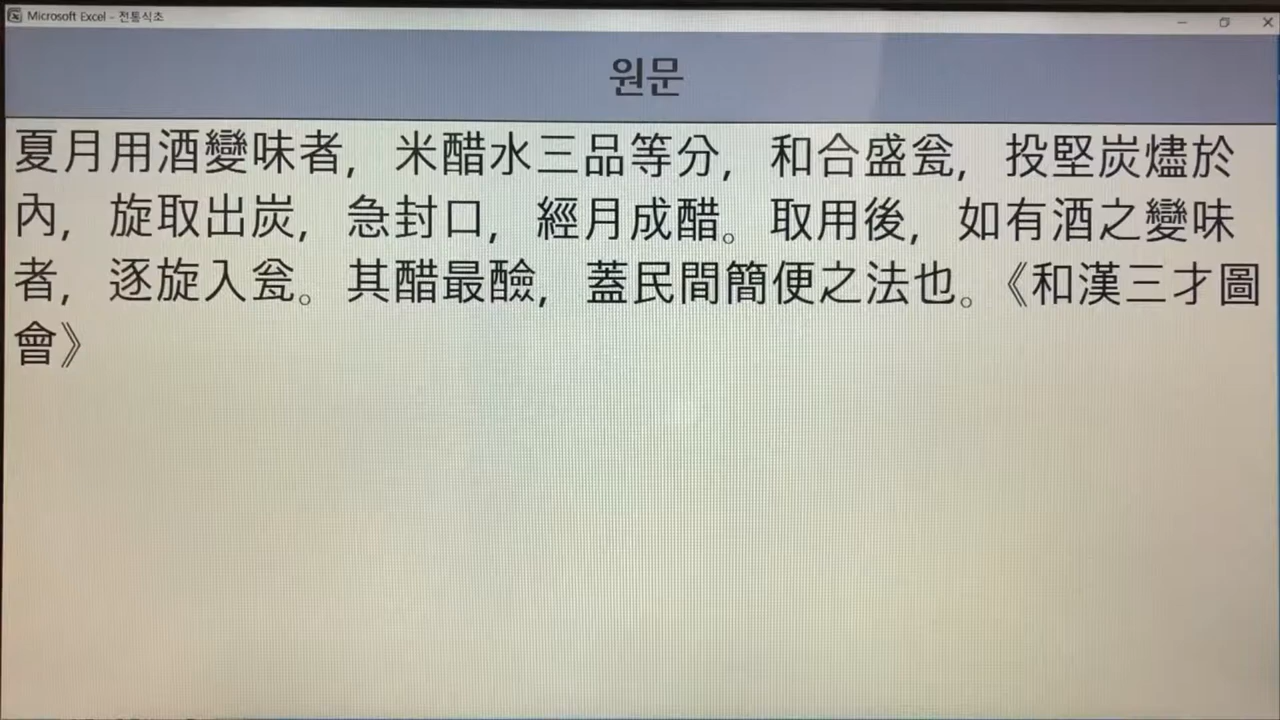 Microsoft Excel - 전통식초
원문
夏月用酒變味者, 米醋水三品等分, 和合盛瓮, 投堅炭燼於
內, 旋取出炭, 急封口, 經月成醋。取用後, 如有酒之變味
者, 逐旋入瓮。其醋最醶, 蓋民間簡便之法也。《和漢三才圖
會》